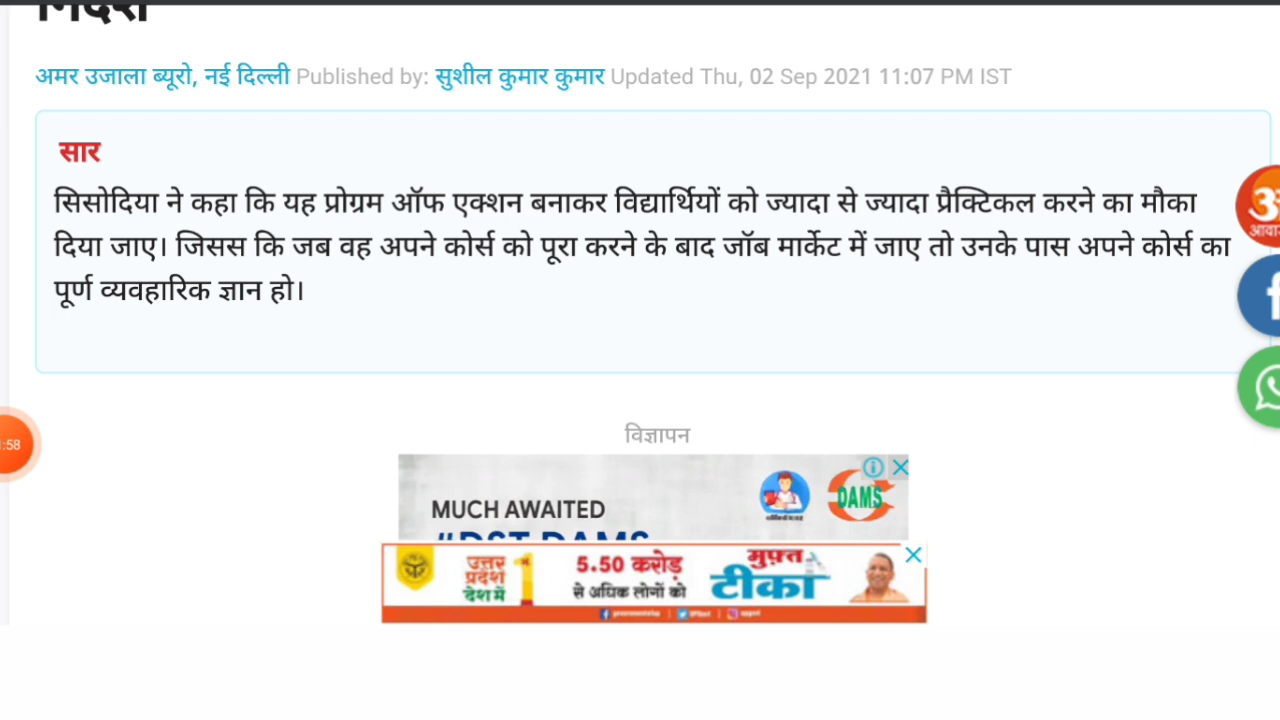 अमर उजाला ब्यूरो, नई दिल्ली Published by: सुशील कुमार कुमार Updated Thu, 02 Sep 2021 11:07 PM IST
सार
सिसोदिया ने कहा कि यह प्रोग्रम ऑफ एक्शन बनाकर विद्यार्थियों को ज्यादा से ज्यादा प्रैक्टिकल करने का मौका
दिया जाए। जिसस कि जब वह अपने कोर्स को पूरा करने के बाद जॉब मार्केट में जाए तो उनके पास अपने कोर्स का
पूर्ण व्यवहारिक ज्ञान हो।
:58
विज्ञापन
MUCH AWAITED
DAMS
उत्तर
प्रदेश
देश में
1
5.50 करोड़
से अधिक लोगों को
मुफ़्त
टीका